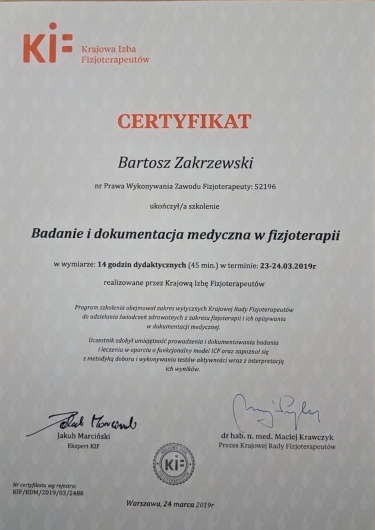 KIF
Krajowa Izba
Fizjoterapeutów
CERTYFIKAT
Bartosz Zakrzewski
nr Prawa Wykonywania Zawodu Fizjoterapeuty: 52196
ukończył/a szkolenie
Badanie i dokumentacja medyczna w fizjoterapii
w wymiarze: 14 godzin dydaktycznych (45 min.) w terminie: 23-24.03.2019r
realizowane przez Krajową Izbę Fizjoterapeutów
Program szkolenia obejmował zakres wytycznych Krajowej Rady Fizjoterapeutów
do udzielania świadczeń zdrowotnych z zakresu fizjoterapii i ich opisywania
w dokumentacji medycznej.
Uczestnik zdobył umiejętność prowadzenia i dokumentowania badania
i leczenia w oparciu o funkcjonalny model ICF oraz zapoznał się
z metodyką doboru i wykonywania testów aktywności wraz z interpretacją
ich wyników.
Jakub Marciński
Ekspert KIF
dr hab. n. med. Maciej Krawczyk
Prezes Krajowej Rady Fizjoterapeutów
KIF
Nr certyfikatu wg rejestru:
KIF/BDM/2019/03/2488
Warszawa, 24 marca 2019r